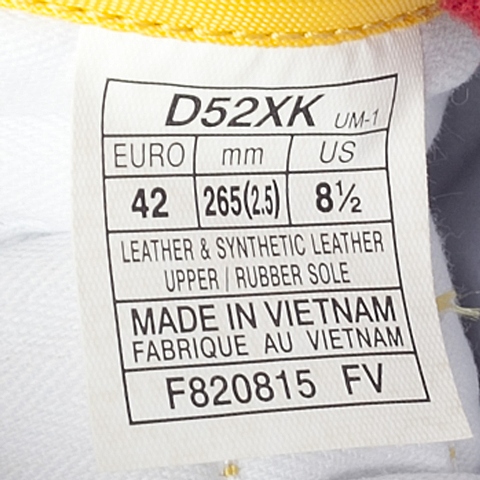 D52XK UM-1
EURO mm US
42 265(2.5) 8½
LEATHER & SYNTHETIC LEATHER
UPPER / RUBBER SOLE
MADE IN VIETNAM
FABRIQUE AU VIETNAM
F820815 FV